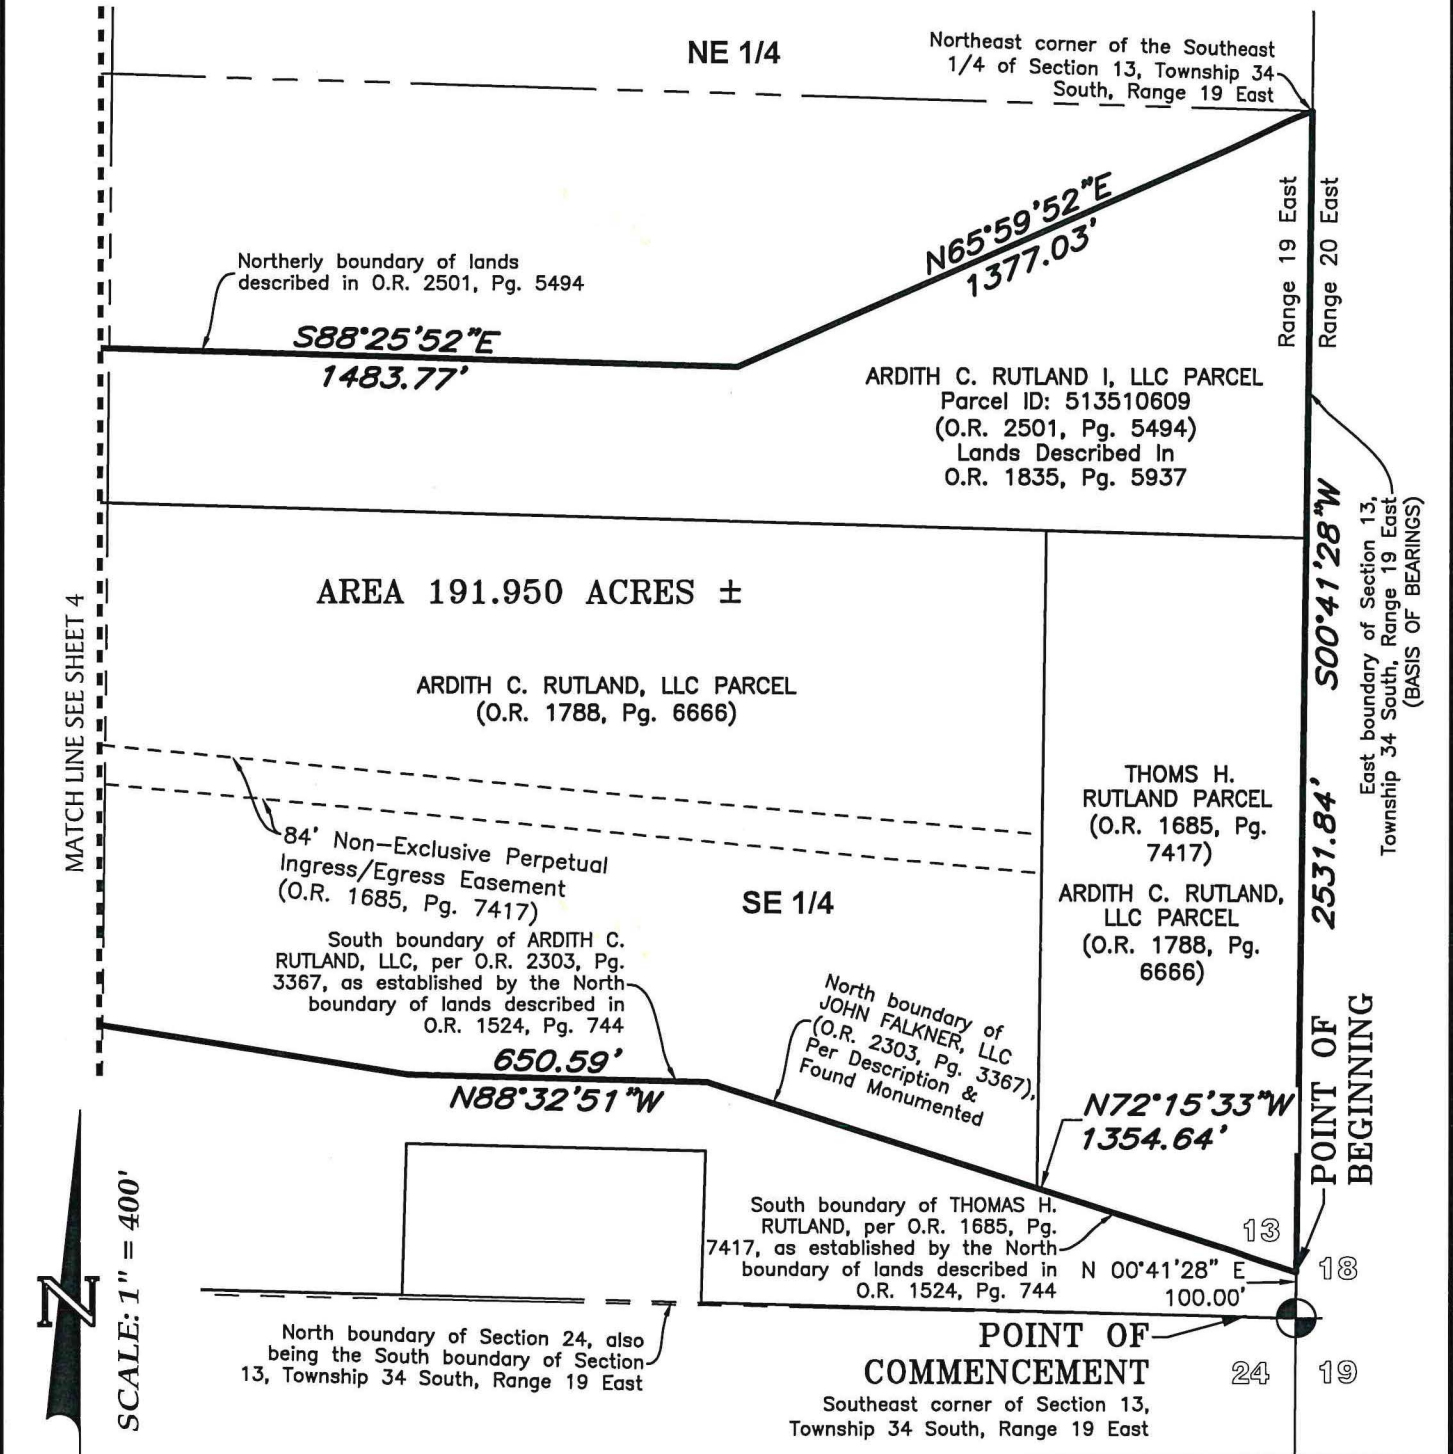 NE 1/4
Northeast corner of the Southeast
1/4 of Section 13, Township 34
South, Range 19 East
N65°59'52"E
1377.03'
Range 19 East
Range 20 East
Northerly boundary of lands
described in O.R. 2501, Pg. 5494
S88°25'52"E
1483.77'
ARDITH C. RUTLAND I, LLC PARCEL
Parcel ID: 513510609
(O.R. 2501, Pg. 5494)
Lands Described In
O.R. 1835, Pg. 5937
S00°41'28"W
2531.84'
East boundary of Section 13,
Township 34 South, Range 19 East
(BASIS OF BEARINGS)
AREA 191.950 ACRES ±
MATCH LINE SEE SHEET 4
ARDITH C. RUTLAND, LLC PARCEL
(O.R. 1788, Pg. 6666)
THOMS H.
RUTLAND PARCEL
(O.R. 1685, Pg.
7417)
84' Non-Exclusive Perpetual
Ingress/Egress Easement
(O.R. 1685, Pg. 7417)
SE 1/4
ARDITH C. RUTLAND,
LLC PARCEL
(O.R. 1788, Pg.
6666)
South boundary of ARDITH C.
RUTLAND, LLC, per O.R. 2303, Pg.
3367, as established by the North
boundary of lands described in
O.R. 1524, Pg. 744
North boundary of
JOHN FALKNER, LLC
(O.R. 2303, Pg. 3367),
Per Description &
Found Monumented
650.59'
N88°32'51"W
N72°15'33"W
1354.64'
POINT OF
BEGINNING
South boundary of THOMAS H.
RUTLAND, per O.R. 1685, Pg.
7417, as established by the North
boundary of lands described in
O.R. 1524, Pg. 744
13
18
N 00°41'28" E
100.00'
N
SCALE: 1" = 400'
North boundary of Section 24, also
being the South boundary of Section
13, Township 34 South, Range 19 East
POINT OF
COMMENCEMENT
Southeast corner of Section 13,
Township 34 South, Range 19 East
24
19